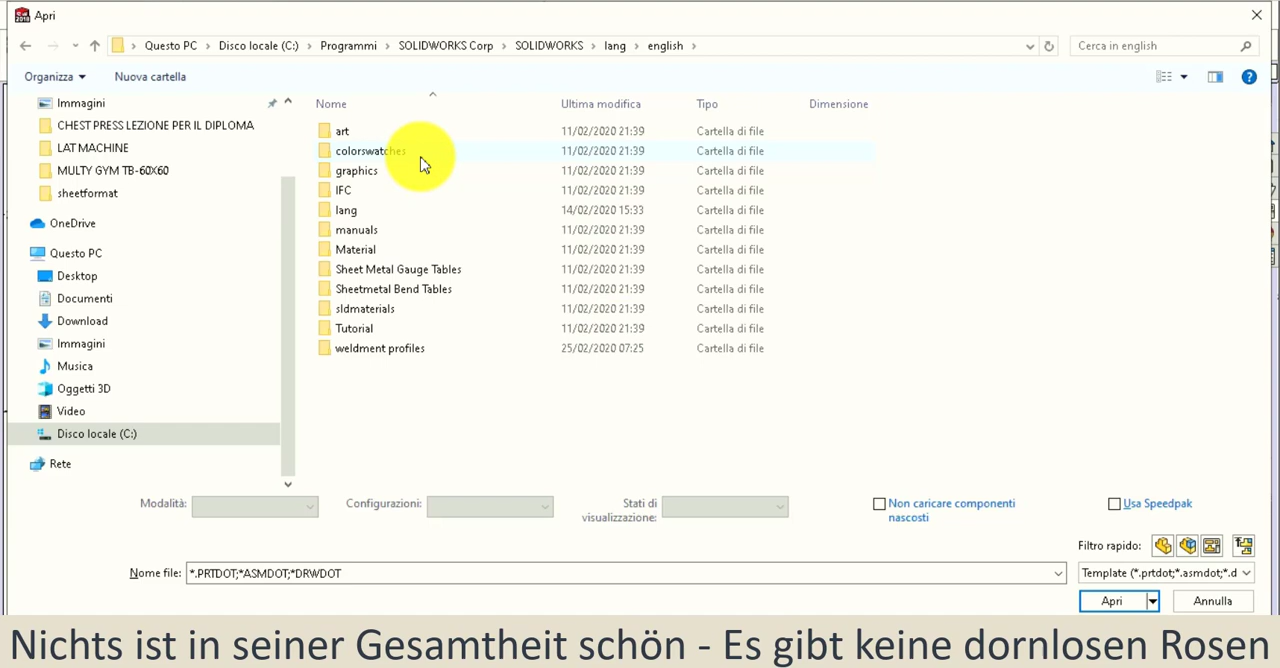 Apri
Questo PC > Disco locale (C:) > Programmi > SOLIDWORKS Corp > SOLIDWORKS > lang > english >
Cerca in english
Organizza
Nuova cartella
Immagini
CHEST PRESS LEZIONE PER IL DIPLOMA
LAT MACHINE
MULTY GYM TB-60X60
sheetformat
OneDrive
Questo PC
Desktop
Documenti
Download
Immagini
Musica
Oggetti 3D
Video
Disco locale (C:)
Rete
Nome Ultima modifica Tipo Dimensione
art 11/02/2020 21:39 Cartella di file
colorswatches 11/02/2020 21:39 Cartella di file
graphics 11/02/2020 21:39 Cartella di file
IFC 11/02/2020 21:39 Cartella di file
lang 14/02/2020 15:33 Cartella di file
manuals 11/02/2020 21:39 Cartella di file
Material 11/02/2020 21:39 Cartella di file
Sheet Metal Gauge Tables 11/02/2020 21:39 Cartella di file
Sheetmetal Bend Tables 11/02/2020 21:39 Cartella di file
sldmaterials 11/02/2020 21:39 Cartella di file
Tutorial 11/02/2020 21:39 Cartella di file
weldment profiles 25/02/2020 07:25 Cartella di file
Modalità:
Configurazioni:
Stati di
visualizzazione:
Non caricare componenti
nascosti
Usa Speedpak
Filtro rapido:
Nome file: *.PRTDOT;*ASMDOT;*DRWDOT
Template (*.prtdot;*.asmdot;*.d
Apri
Annulla
Nichts ist in seiner Gesamtheit schön - Es gibt keine dornlosen Rosen